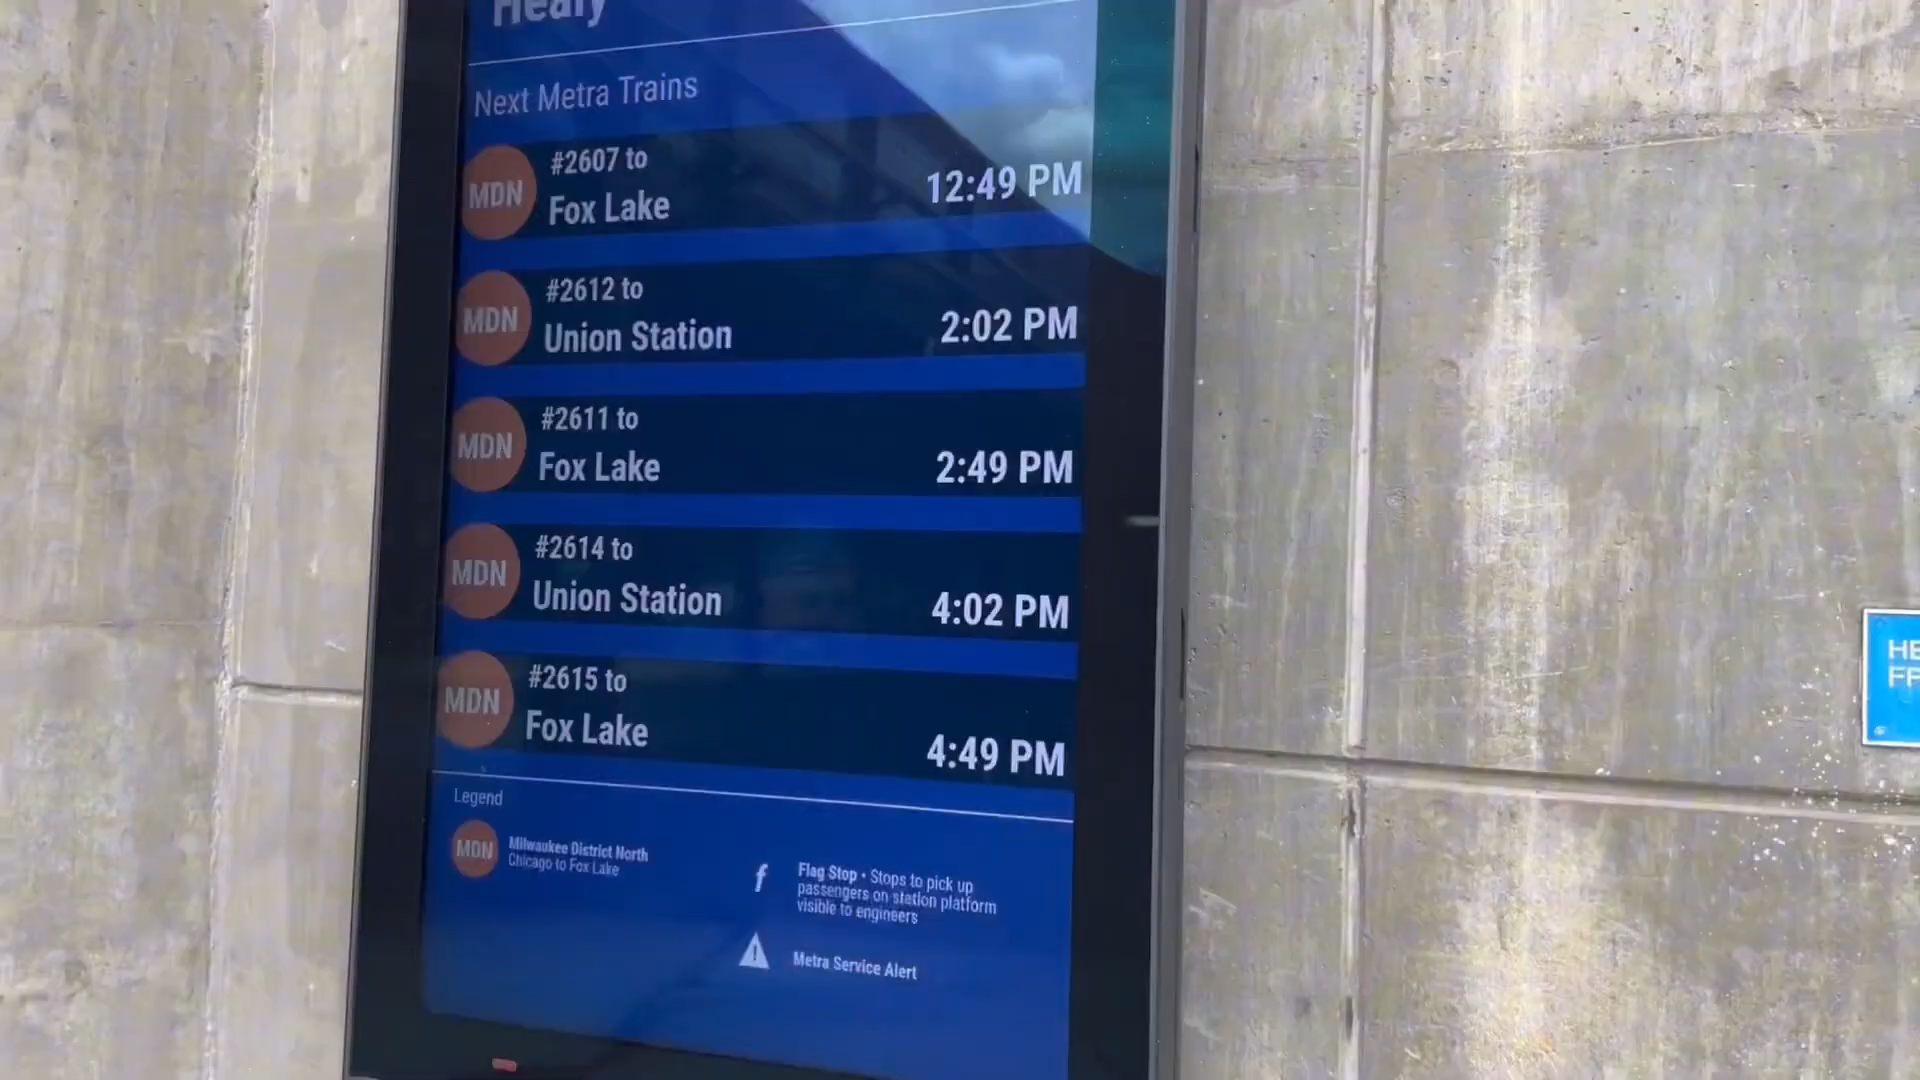 Healy
Next Metra Trains
MDN
#2607 to
Fox Lake
12:49 PM
MDN
#2612 to
Union Station
2:02 PM
MDN
#2611 to
Fox Lake
2:49 PM
MDN
#2614 to
Union Station
4:02 PM
MDN
#2615 to
Fox Lake
4:49 PM
Legend
MDN
Milwaukee District North
Chicago to Fox Lake
f
Flag Stop • Stops to pick up
passengers on station platform
visible to engineers
!
Metra Service Alert